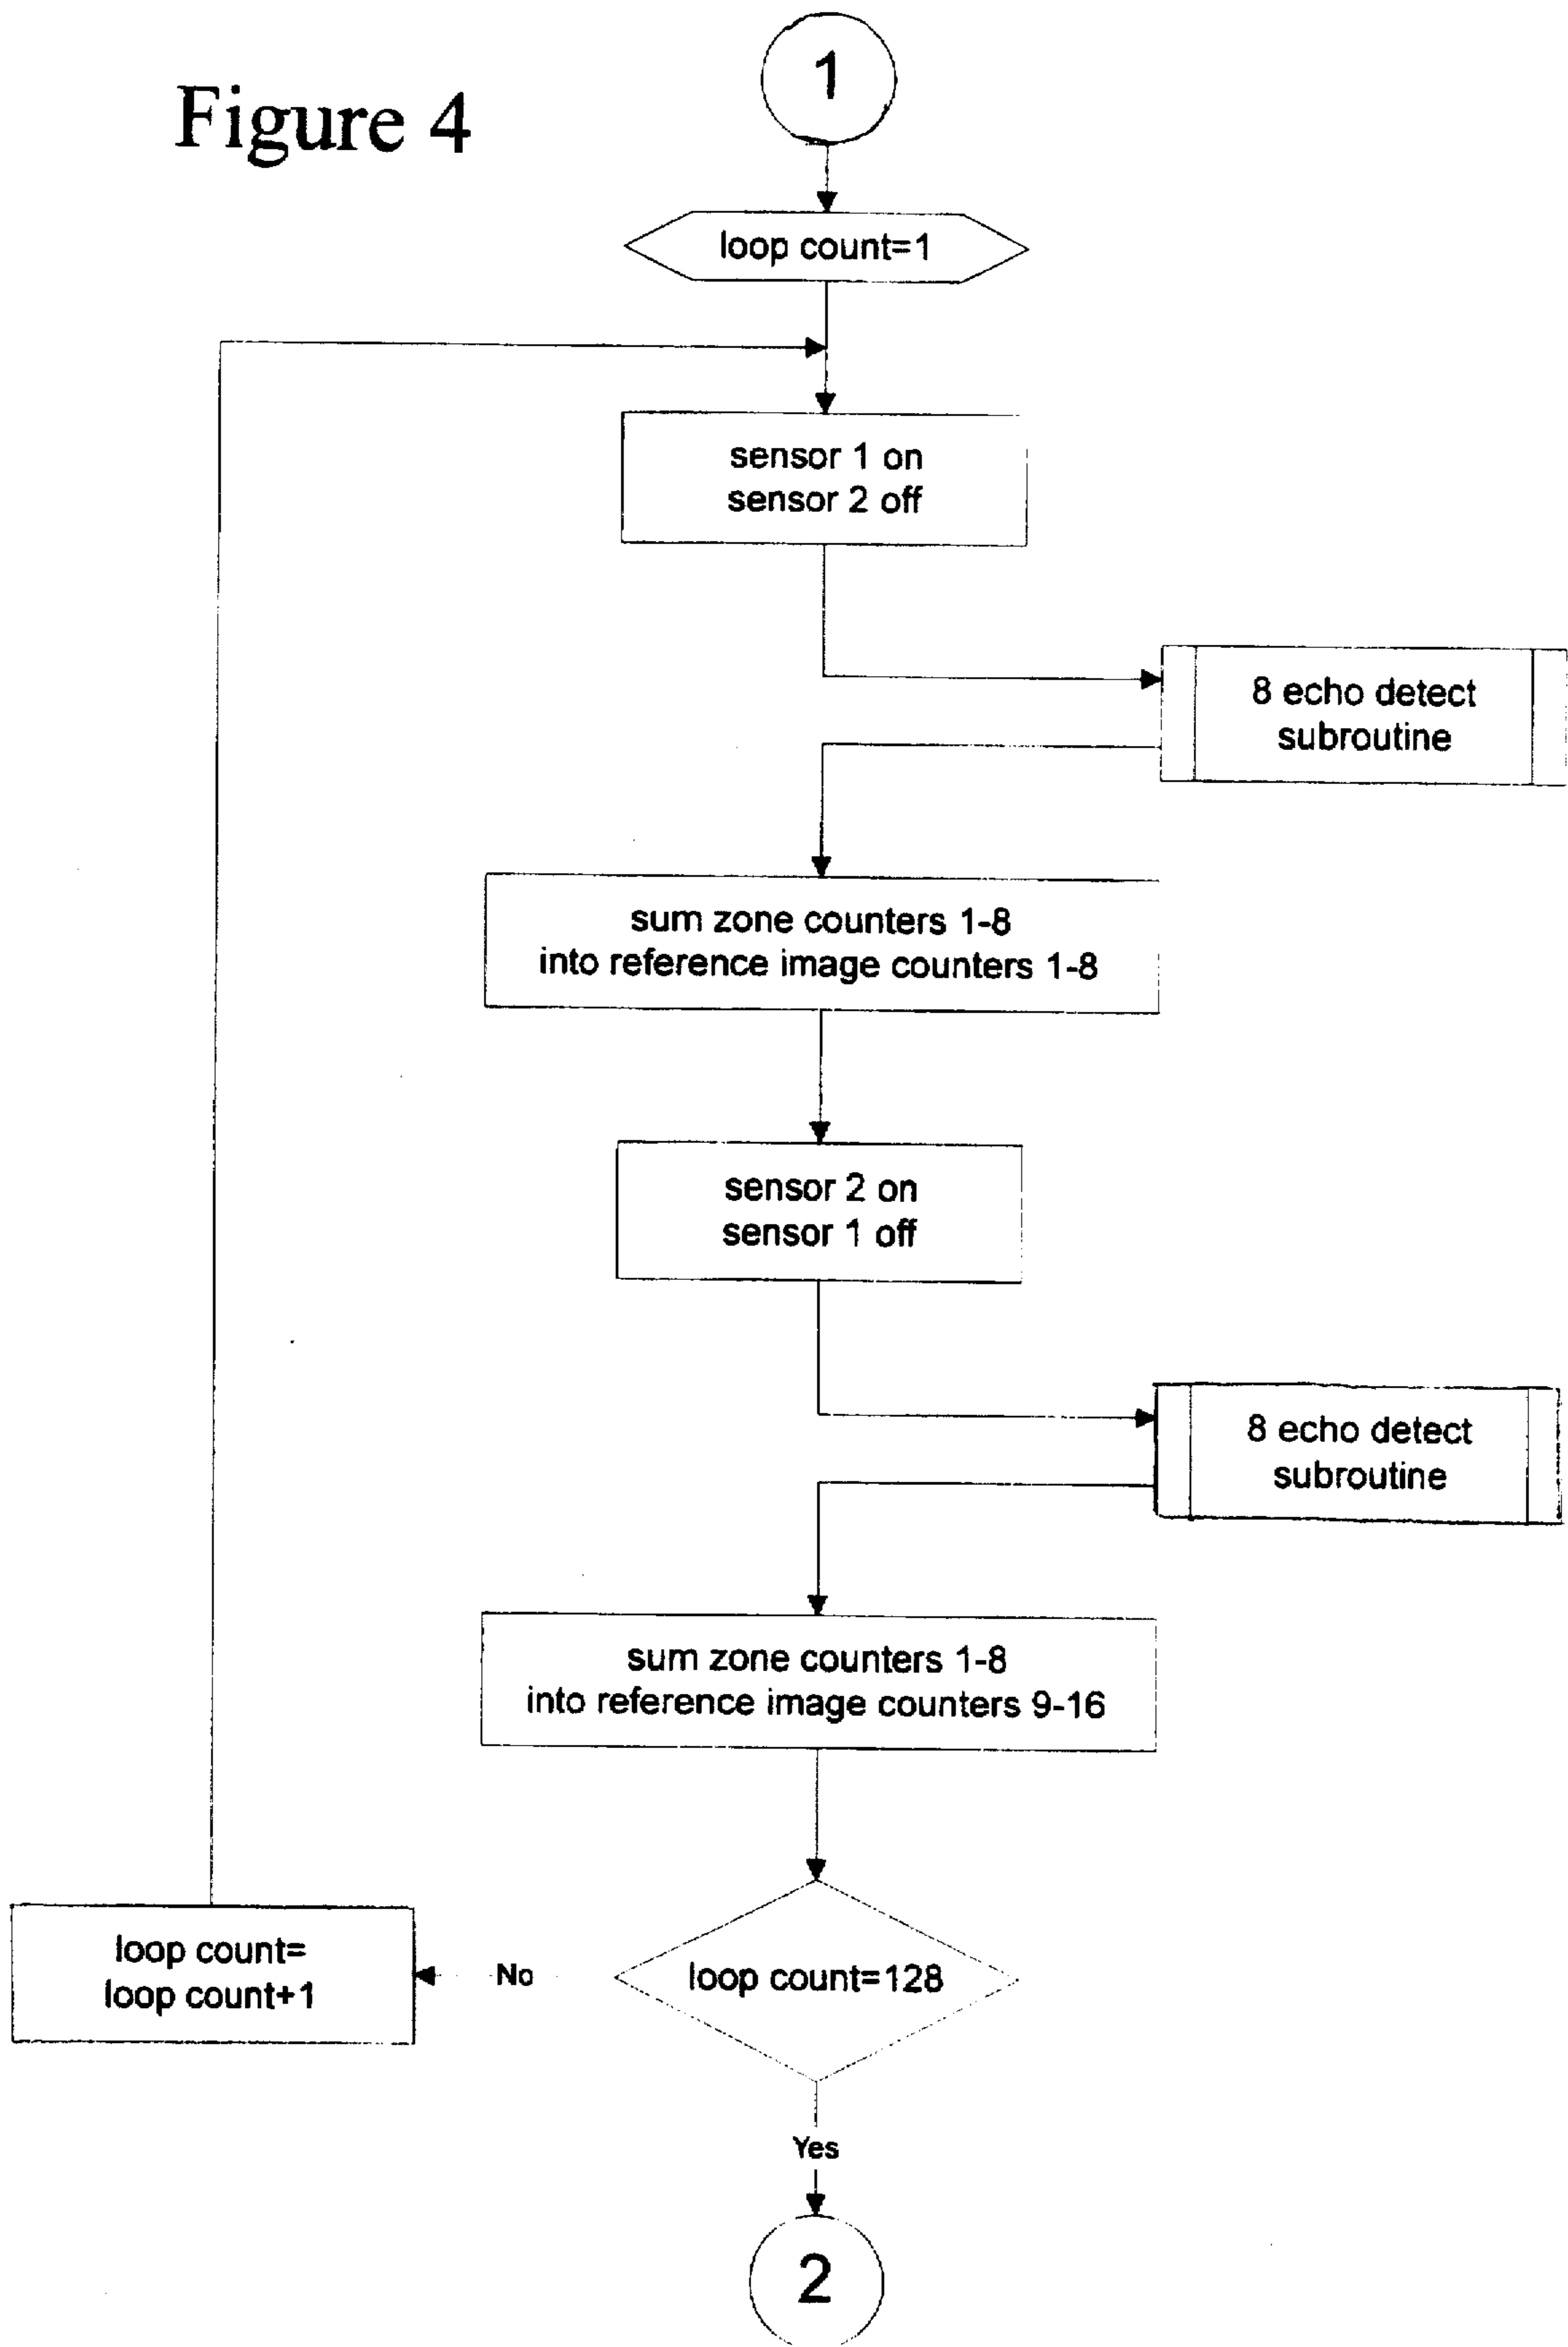 Figure 4
1
loop count=1
sensor 1 on
sensor 2 off
8 echo detect
subroutine
sum zone counters 1-8
into reference image counters 1-8
sensor 2 on
sensor 1 off
8 echo detect
subroutine
sum zone counters 1-8
into reference image counters 9-16
loop count=
loop count+1
No
loop count=128
Yes
2